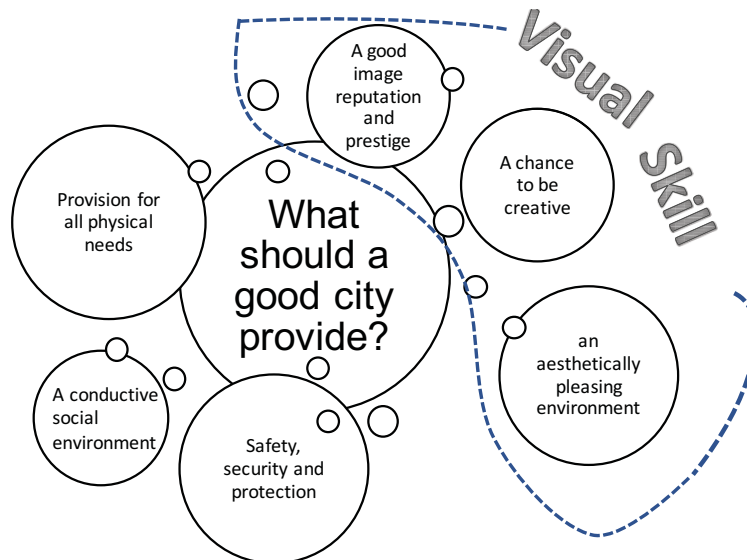 Visual Skill
A good
image
reputation
and
prestige
A chance
to be
creative
Provision for
all physical
needs
What
should a
good city
provide?
an
aesthetically
pleasing
environment
A conductive
social
environment
Safety,
security and
protection